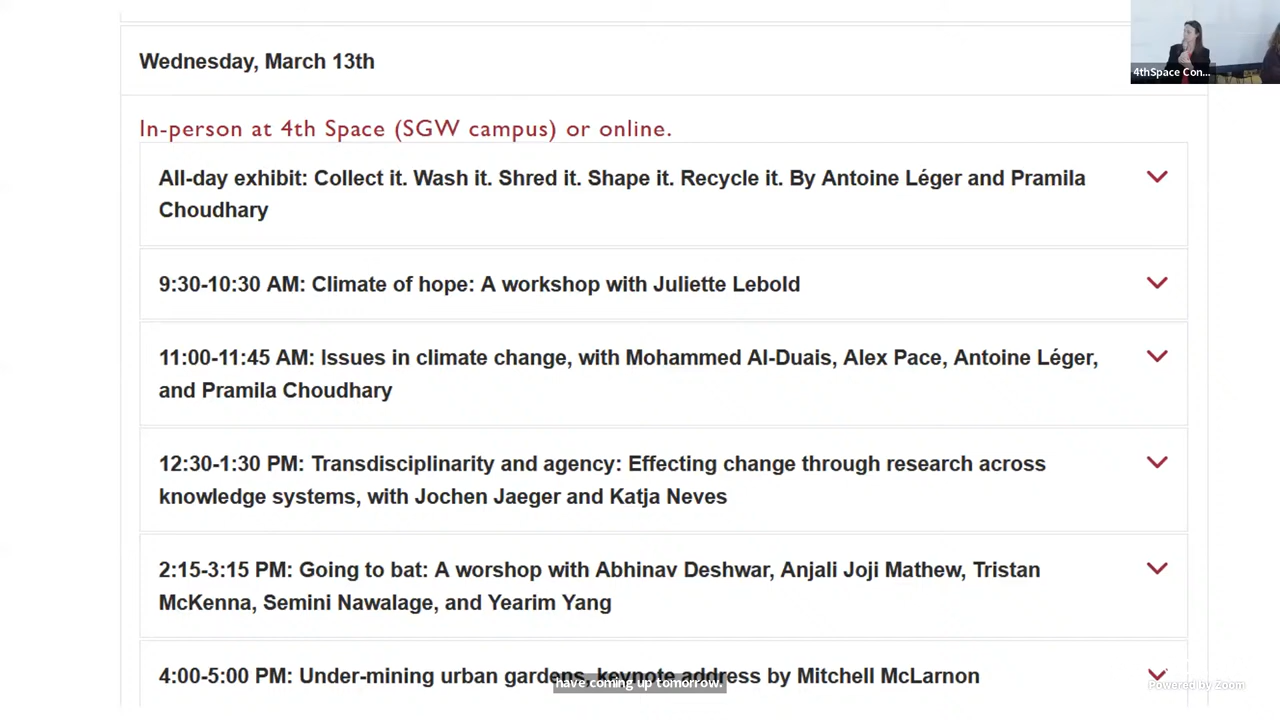 Wednesday, March 13th
4thSpace Con...
In-person at 4th Space (SGW campus) or online.
All-day exhibit: Collect it. Wash it. Shred it. Shape it. Recycle it. By Antoine Léger and Pramila
Choudhary
9:30-10:30 AM: Climate of hope: A workshop with Juliette Lebold
11:00-11:45 AM: Issues in climate change, with Mohammed Al-Duais, Alex Pace, Antoine Léger,
and Pramila Choudhary
12:30-1:30 PM: Transdisciplinarity and agency: Effecting change through research across
knowledge systems, with Jochen Jaeger and Katja Neves
2:15-3:15 PM: Going to bat: A worshop with Abhinav Deshwar, Anjali Joji Mathew, Tristan
McKenna, Semini Nawalage, and Yearim Yang
4:00-5:00 PM: Under-mining urban gardens, keynote address by Mitchell McLarnon
have coming up tomorrow.
Powered by Zoom